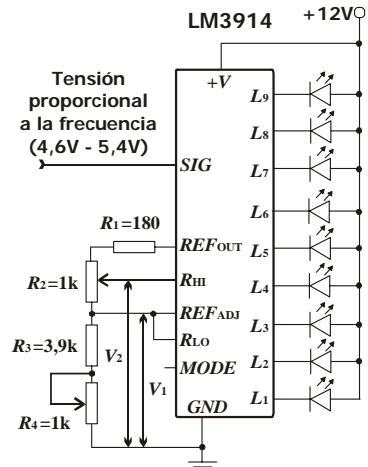 LM3914
+12V
Tensión
proporcional
a la frecuencia
(4,6V - 5,4V)
+V
SIG
R1=180
REFOUT
R2=1k
RHI
REFADJ
R3=3,9k
RLO
V2
V1
MODE
R4=1k
GND
L9
L8
L7
L6
L5
L4
L3
L2
L1